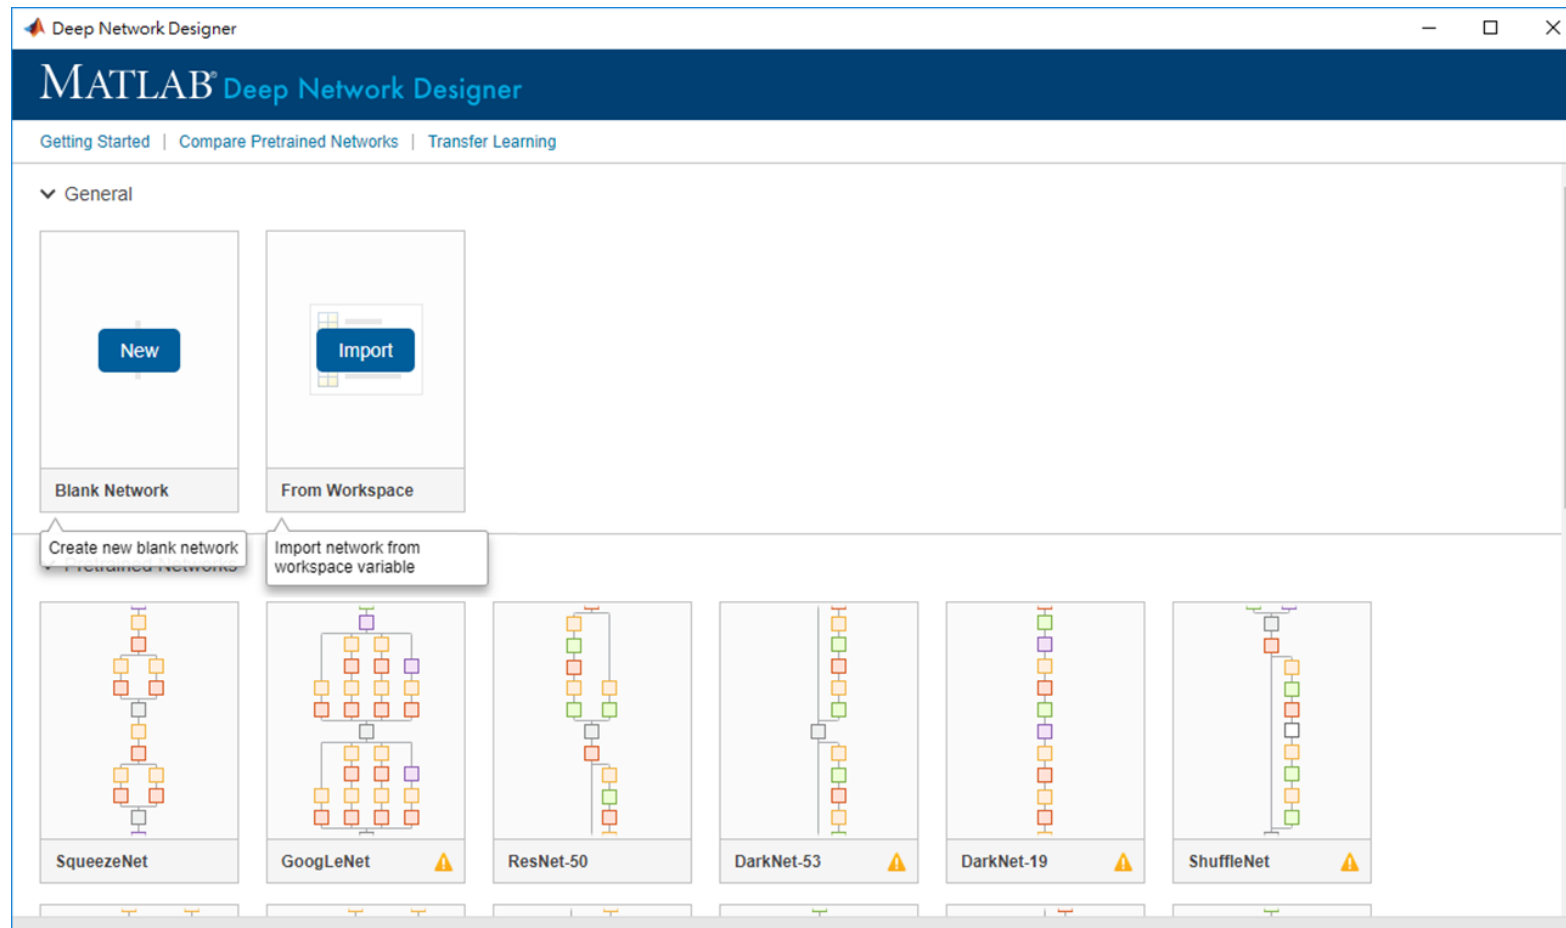 Deep Network Designer
MATLAB® Deep Network Designer
Getting Started | Compare Pretrained Networks | Transfer Learning
General
New
Import
Blank Network
From Workspace
Create new blank network
Import network from
workspace variable
Pretrained Networks
SqueezeNet
GoogLeNet
ResNet-50
DarkNet-53
DarkNet-19
ShuffleNet